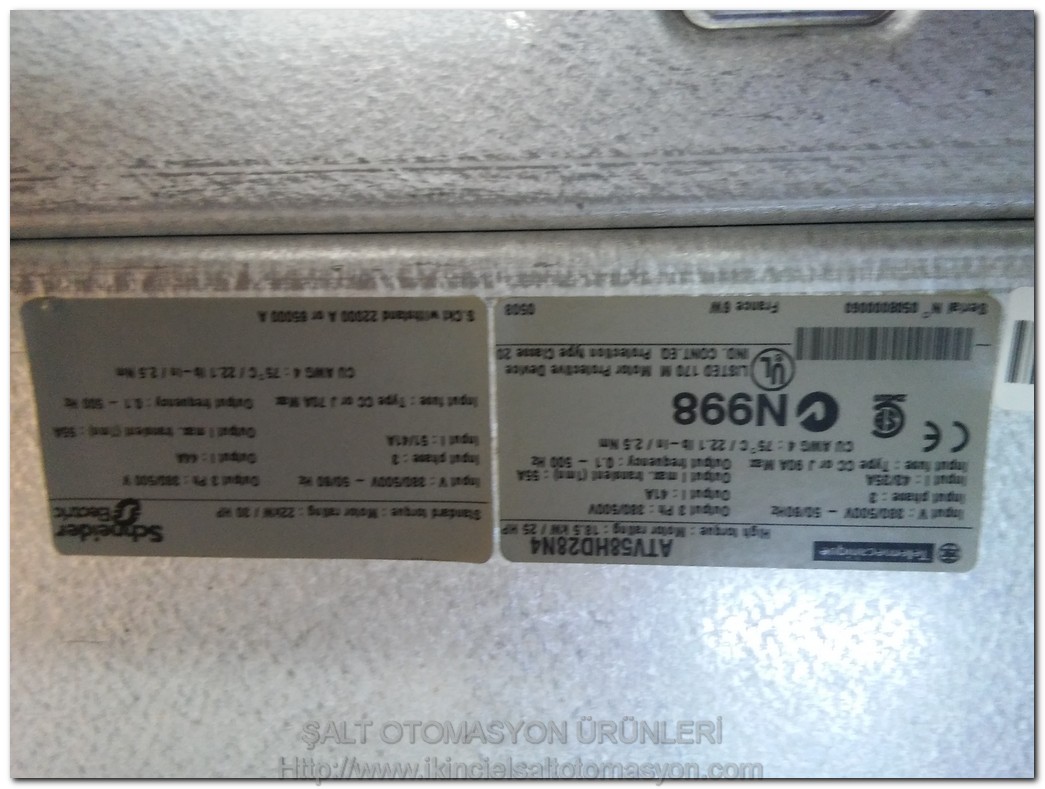 Telemecanique
ATV58HD28N4
High torque : Motor rating : 18.5 kW / 25 HP
Input V : 380/500V - 50/60Hz Output 3 Ph : 380/500V
Input phase : 3 Output I : 41A
Input I : 43/35A Output I max. transient (1mn) : 55A
Input fuse : Type CC or J 90A Max Output frequency : 0.1 - 500 Hz
CU AWG 4 : 75°C / 22.1 lb-in / 2.5 Nm
CE
N998
UL
LISTED 170 M Motor Protective Device
IND. CONT.EQ Protection type Classe 20
Serial N° 0508000060 France 6W 0508
Schneider
Electric
Standard torque : Motor rating : 22kW / 30 HP
Input V : 380/500V - 50/60 Hz Output 3 Ph : 380/500 V
Input phase : 3 Output I : 46A
Input I : 51/41A Output I max. transient (1mn) : 55A
Input fuse : Type CC or J 70A Max Output frequency : 0.1 - 500 Hz
CU AWG 4 : 75°C / 22.1 lb-in / 2.5 Nm
S.Ckt withstand 22000 A or 65000 A
ŞALT OTOMASYON ÜRÜNLERİ
Http://www.ikincielsaltotomasyon.com